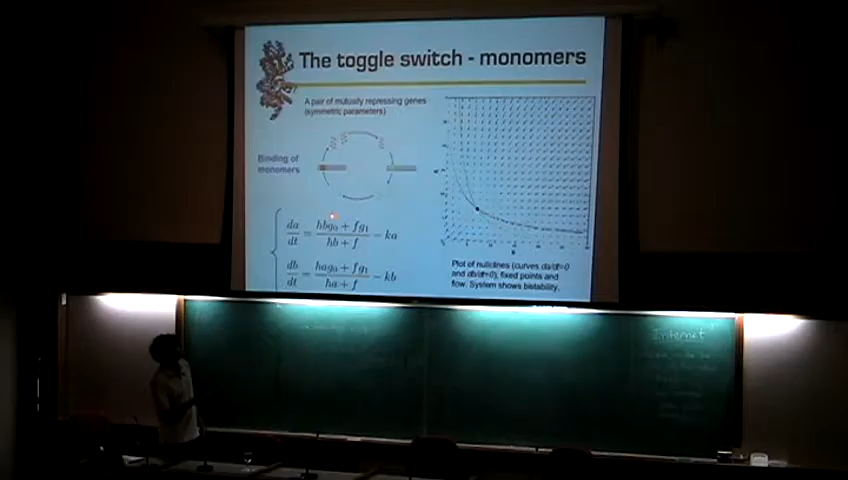 The toggle switch - monomers
A pair of mutually repressing genes
(symmetric parameters)
Binding of
monomers
da/dt = (hbg₀ + fg₁)/(hb + f) − ka
db/dt = (hag₀ + fg₁)/(ha + f) − kb
Plot of nullclines (curves da/dt=0
and db/dt=0), fixed points and
flow. System shows bistability.
Internet